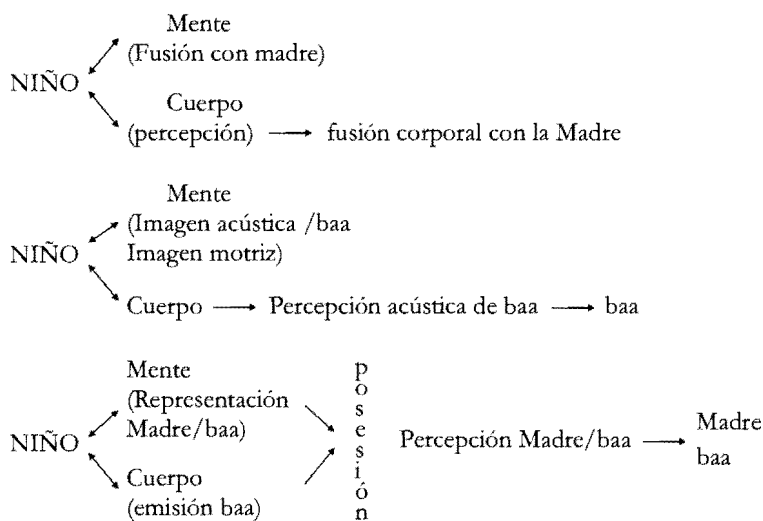 Mente
(Fusión con madre)
NIÑO
Cuerpo
(percepción) → fusión corporal con la Madre
Mente
(Imagen acústica /baa
Imagen motriz)
NIÑO
Cuerpo → Percepción acústica de baa → baa
Mente
(Representación
Madre/baa)
NIÑO
Cuerpo
(emisión baa)
posesión
Percepción Madre/baa → Madre
baa